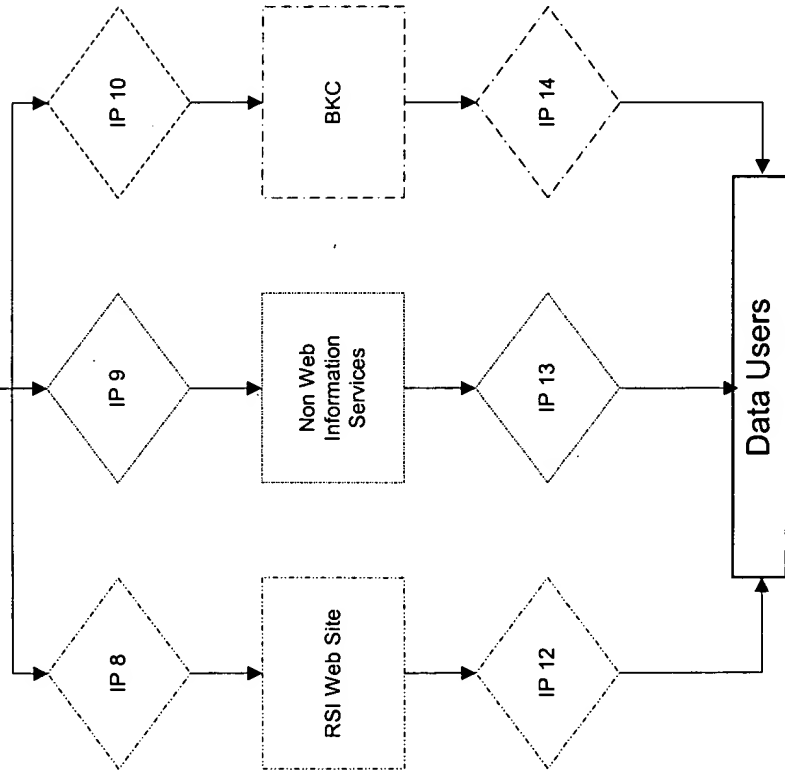 IP 8
IP 9
IP 10
RSI Web Site
Non Web
Information
Services
BKC
IP 12
IP 13
IP 14
Data Users